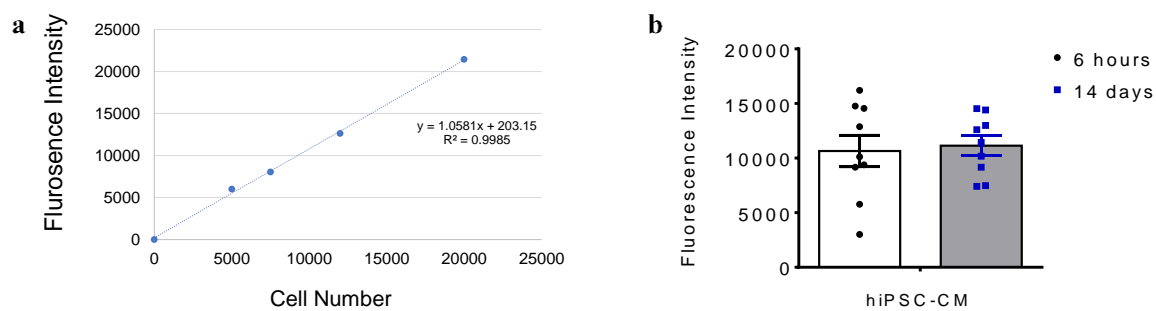 a
Flurosence Intensity
25000
20000
15000
10000
5000
0
0 5000 10000 15000 20000 25000
Cell Number
y = 1.0581x + 203.15
R² = 0.9985
b
Fluorescence Intensity
20000
15000
10000
5000
0
hiPSC-CM
6 hours
14 days